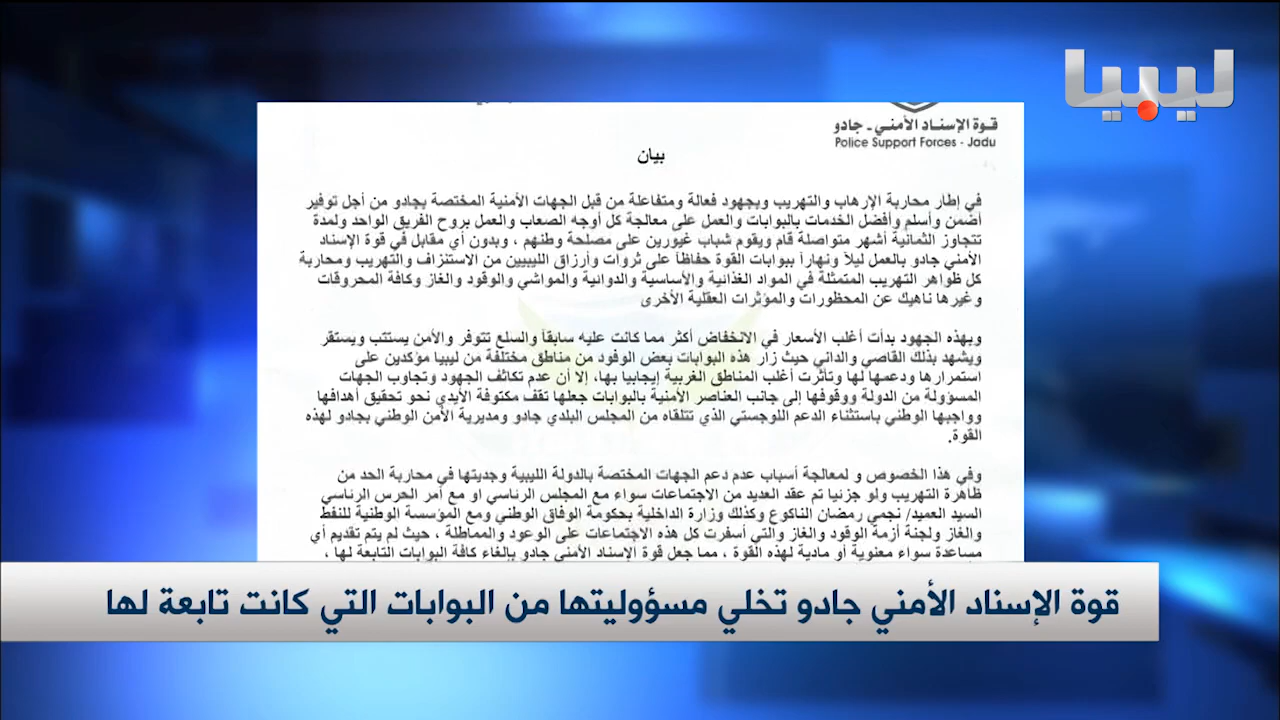 ليبيا
قوة الإسناد الأمني - جادو
Police Support Forces - Jadu
بيان
في إطار محاربة الإرهاب والتهريب وبجهود فعالة ومتفاعلة من قبل الجهات الأمنية المختصة بجادو من أجل توفير
أضمن وأسلم وأفضل الخدمات بالبوابات والعمل على معالجة كل أوجه الصعاب والعمل بروح الفريق الواحد ولمدة
تتجاوز الثمانية أشهر متواصلة قام ويقوم شباب غيورين على مصلحة وطنهم ، وبدون أي مقابل في قوة الإسناد
الأمني جادو بالعمل ليلاً ونهاراً ببوابات القوة حفاظاً على ثروات وأرزاق الليبيين من الاستنزاف والتهريب ومحاربة
كل ظواهر التهريب المتمثلة في المواد الغذائية والأساسية والدوائية والمواشي والوقود والغاز وكافة المحروقات
وغيرها ناهيك عن المحظورات والمؤثرات العقلية الأخرى
وبهذه الجهود بدأت أغلب الأسعار في الانخفاض أكثر مما كانت عليه سابقاً والسلع تتوفر والأمن يستتب ويستقر
ويشهد بذلك القاصي والداني حيث زار هذه البوابات بعض الوفود من مناطق مختلفة من ليبيا مؤكدين على
استمرارها ودعمها لها وتأثرت أغلب المناطق الغربية إيجابيا بها، إلا أن عدم تكاثف الجهود وتجاوب الجهات
المسؤولة من الدولة ووقوفها إلى جانب العناصر الأمنية بالبوابات جعلها تقف مكتوفة الأيدي نحو تحقيق أهدافها
وواجبها الوطني باستثناء الدعم اللوجستي الذي تتلقاه من المجلس البلدي جادو ومديرية الأمن الوطني بجادو لهذه
القوة.
وفي هذا الخصوص و لمعالجة أسباب عدم دعم الجهات المختصة بالدولة الليبية وجديتها في محاربة الحد من
ظاهرة التهريب ولو جزئيا تم عقد العديد من الاجتماعات سواء مع المجلس الرئاسي او مع أمر الحرس الرئاسي
السيد العميد/ نجمي رمضان الناكوع وكذلك وزارة الداخلية بحكومة الوفاق الوطني ومع المؤسسة الوطنية للنفط
والغاز ولجنة أزمة الوقود والغاز والتي أسفرت كل هذه الاجتماعات على الوعود والمماطلة ، حيث لم يتم تقديم أي
مساعدة سواء معنوية أو مادية لهذه القوة ، مما جعل قوة الإسناد الأمني جادو بإلغاء كافة البوابات التابعة لها ،
قوة الإسناد الأمني جادو تخلي مسؤوليتها من البوابات التي كانت تابعة لها